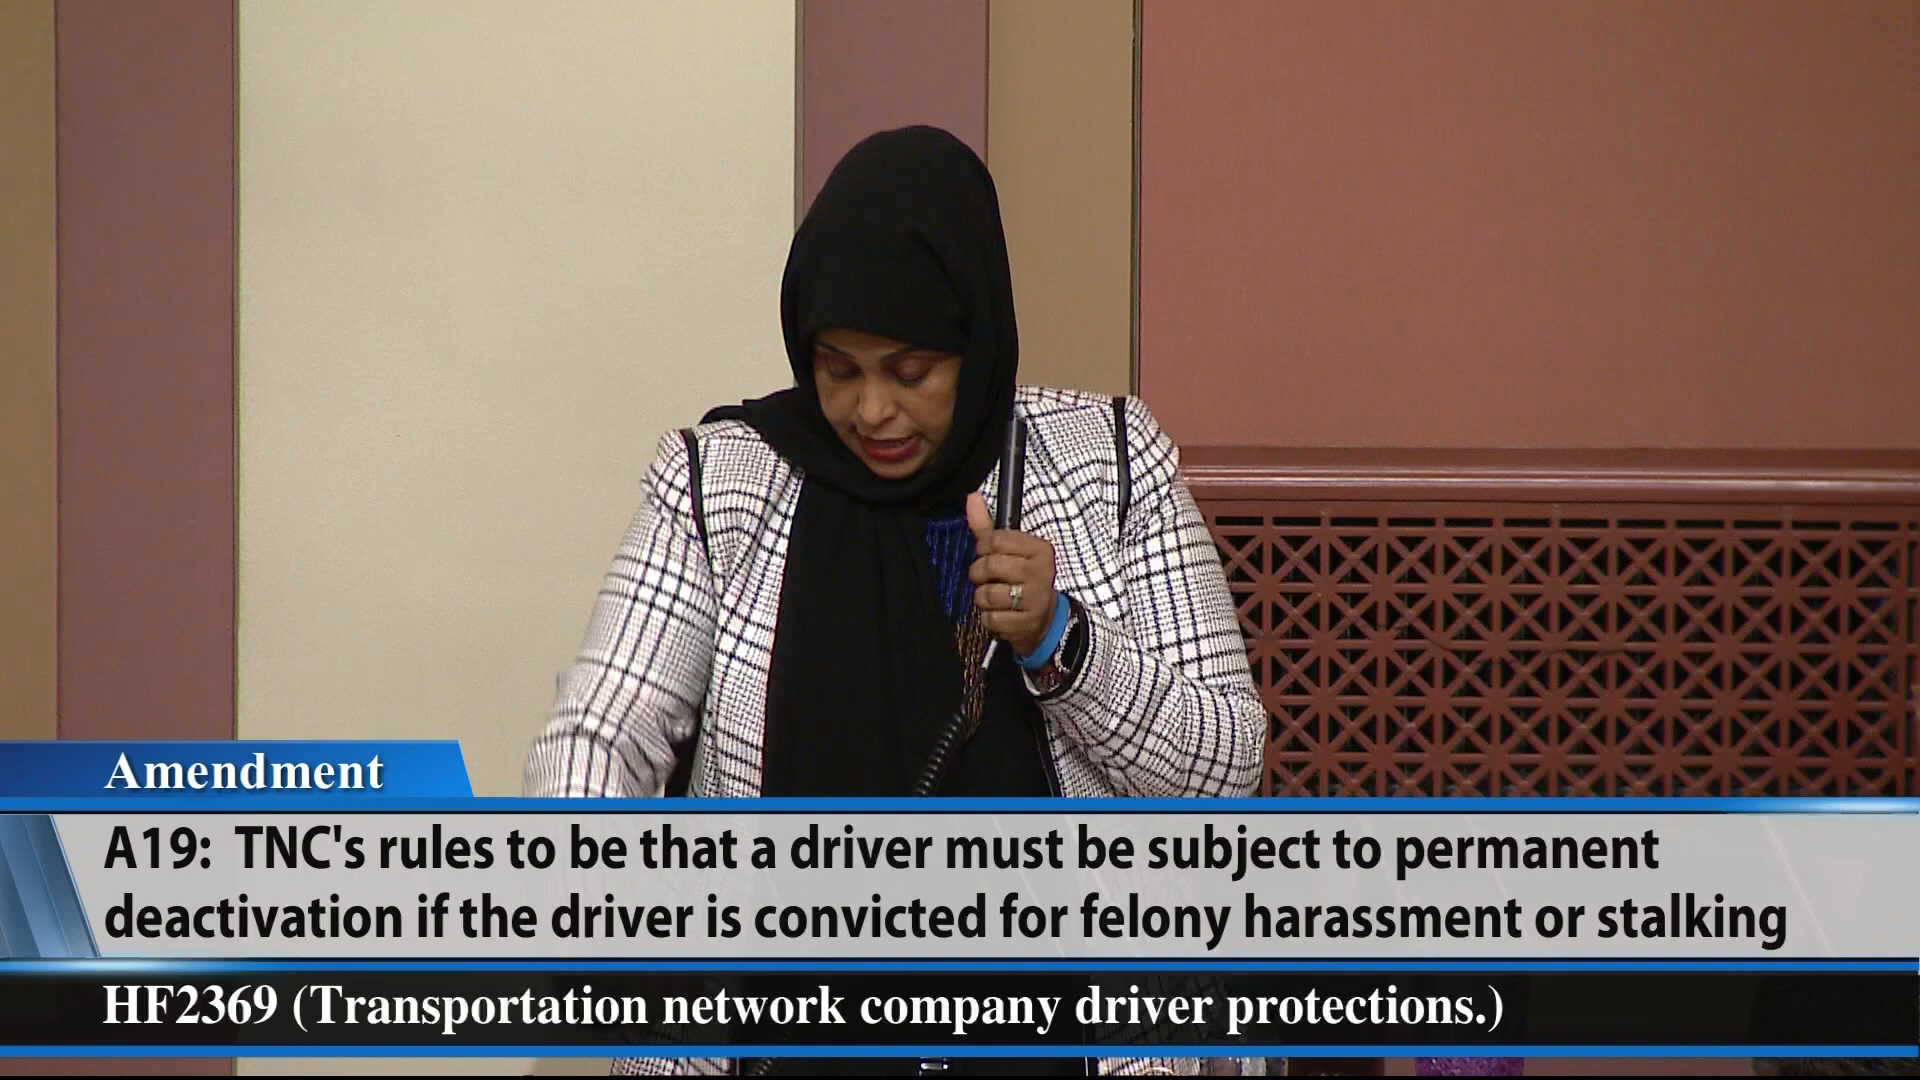 Amendment
A19:  TNC's rules to be that a driver must be subject to permanent
deactivation if the driver is convicted for felony harassment or stalking
HF2369 (Transportation network company driver protections.)